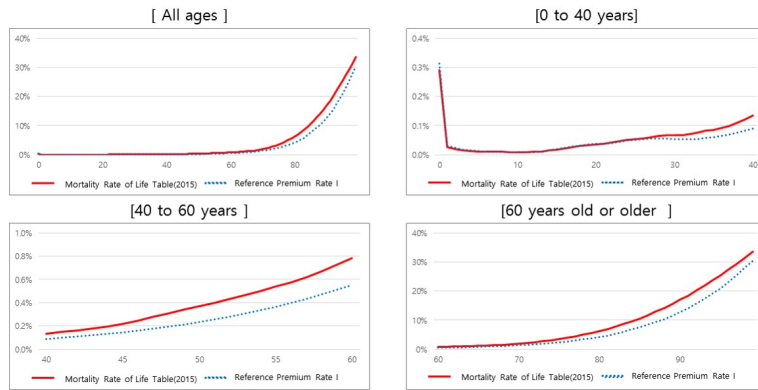 [ All ages ]
40%
30%
20%
10%
0%
0 20 40 60 80
Mortality Rate of Life Table(2015) Reference Premium Rate I
[0 to 40 years]
0.4%
0.3%
0.2%
0.1%
0.0%
0 10 20 30 40
Mortality Rate of Life Table(2015) Reference Premium Rate I
[40 to 60 years ]
1.0%
0.8%
0.6%
0.4%
0.2%
0%
40 45 50 55 60
Mortality Rate of Life Table(2015) Reference Premium Rate I
[60 years old or older ]
40%
30%
20%
10%
0%
60 70 80 90
Mortality Rate of Life Table(2015) Reference Premium Rate I